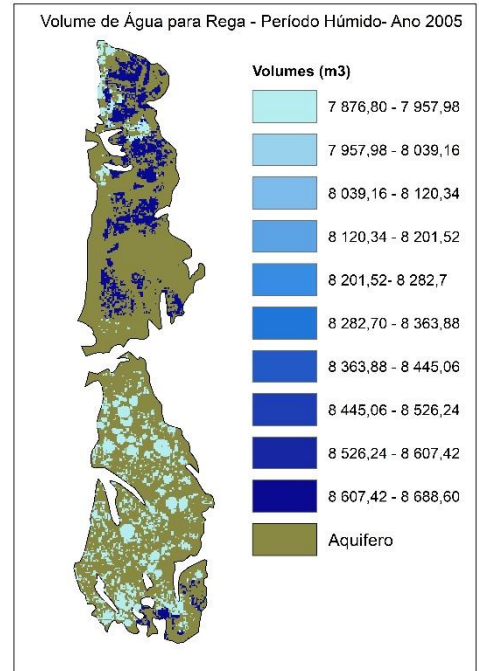 Volume de Água para Rega - Período Húmido- Ano 2005
Volumes (m3)
7 876,80 - 7 957,98
7 957,98 - 8 039,16
8 039,16 - 8 120,34
8 120,34 - 8 201,52
8 201,52- 8 282,7
8 282,70 - 8 363,88
8 363,88 - 8 445,06
8 445,06 - 8 526,24
8 526,24 - 8 607,42
8 607,42 - 8 688,60
Aquifero